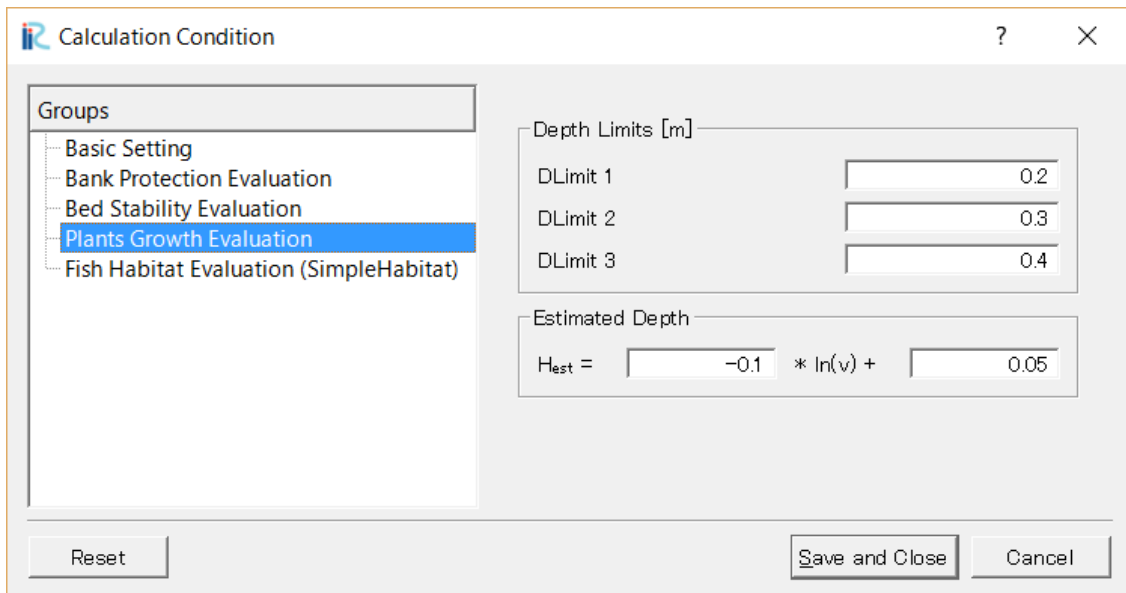 iRIC Calculation Condition ?
Groups
Basic Setting
Bank Protection Evaluation
Bed Stability Evaluation
Plants Growth Evaluation
Fish Habitat Evaluation (SimpleHabitat)
Depth Limits [m]
DLimit 1 0.2
DLimit 2 0.3
DLimit 3 0.4
Estimated Depth
Hest = -0.1 * ln(v) + 0.05
Reset Save and Close Cancel